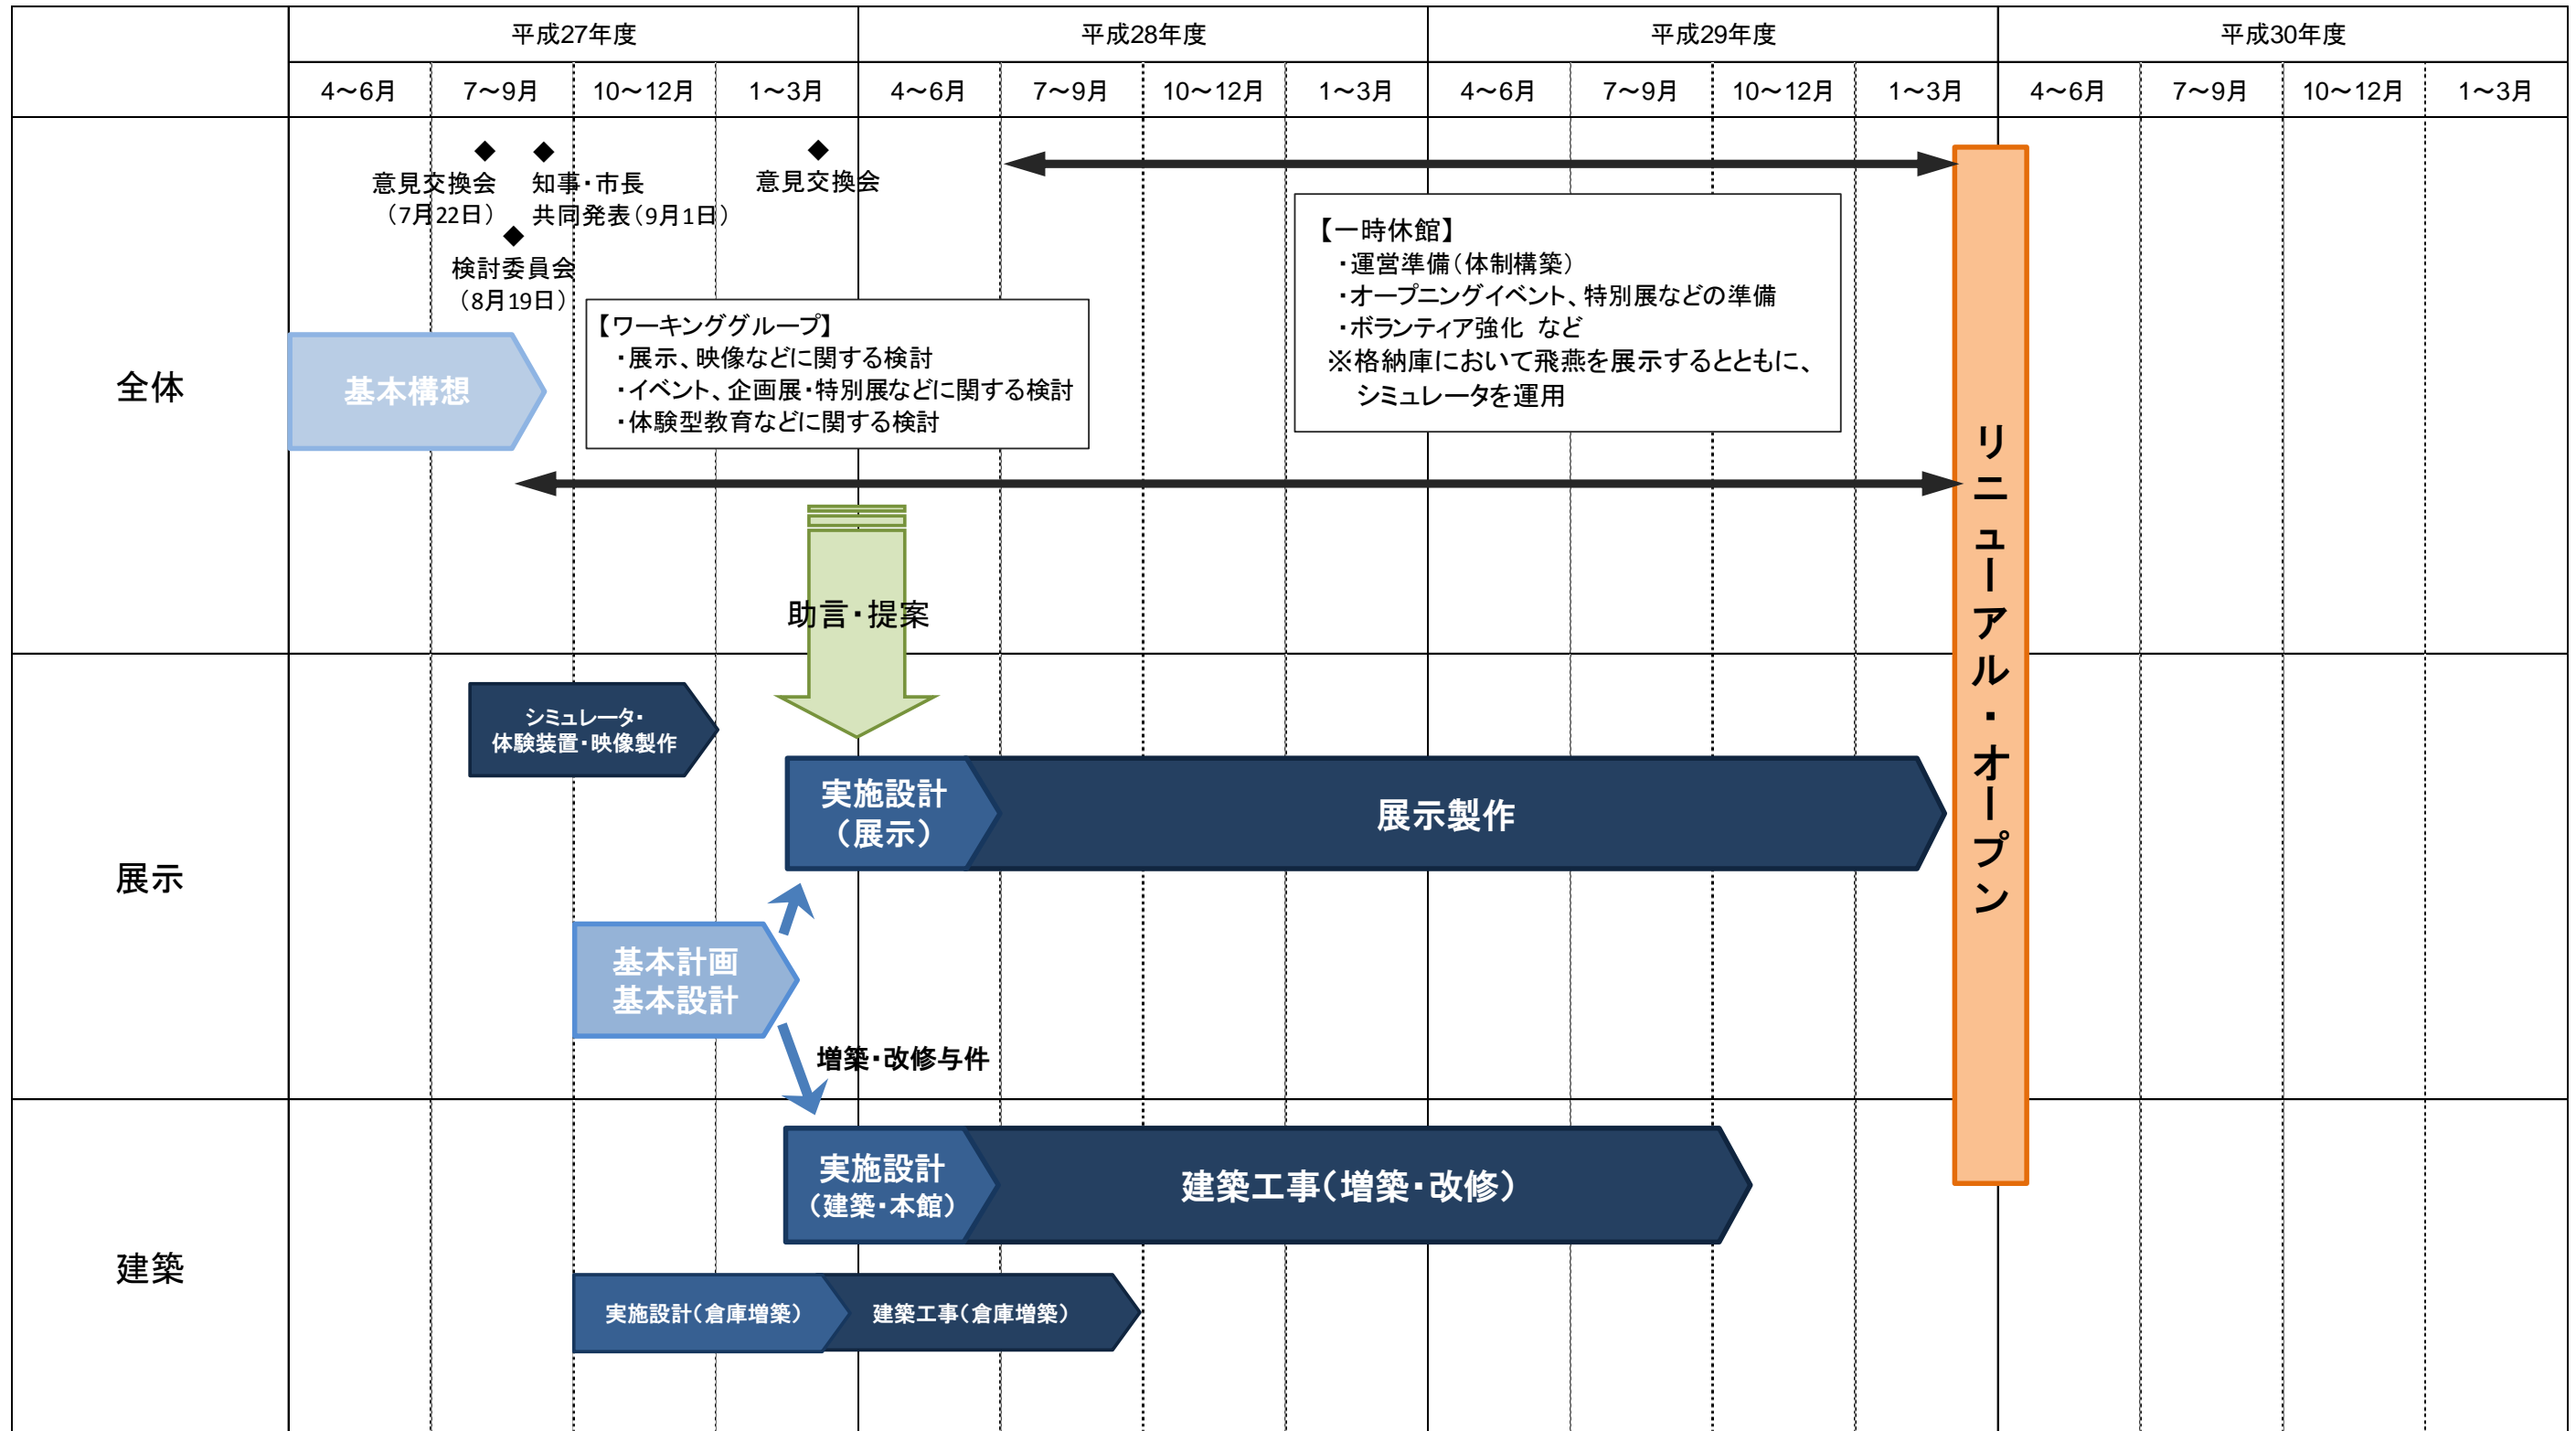 平成27年度
平成28年度
平成29年度
平成30年度
4～6月
7～9月
10～12月
1～3月
4～6月
7～9月
10～12月
1～3月
4～6月
7～9月
10～12月
1～3月
4～6月
7～9月
10～12月
1～3月
全体
◆
意見交換会
（7月22日）
◆
知事・市長
共同発表（9月1日）
◆
検討委員会
（8月19日）
◆
意見交換会
基本構想
【ワーキンググループ】
・展示、映像などに関する検討
・イベント、企画展・特別展などに関する検討
・体験型教育などに関する検討
【一時休館】
・運営準備（体制構築）
・オープニングイベント、特別展などの準備
・ボランティア強化 など
※格納庫において飛燕を展示するとともに、
シミュレータを運用
助言・提案
リニューアル・オープン
展示
シミュレータ・
体験装置・映像製作
実施設計
（展示）
展示製作
基本計画
基本設計
増築・改修与件
建築
実施設計
（建築・本館）
建築工事（増築・改修）
実施設計（倉庫増築）
建築工事（倉庫増築）